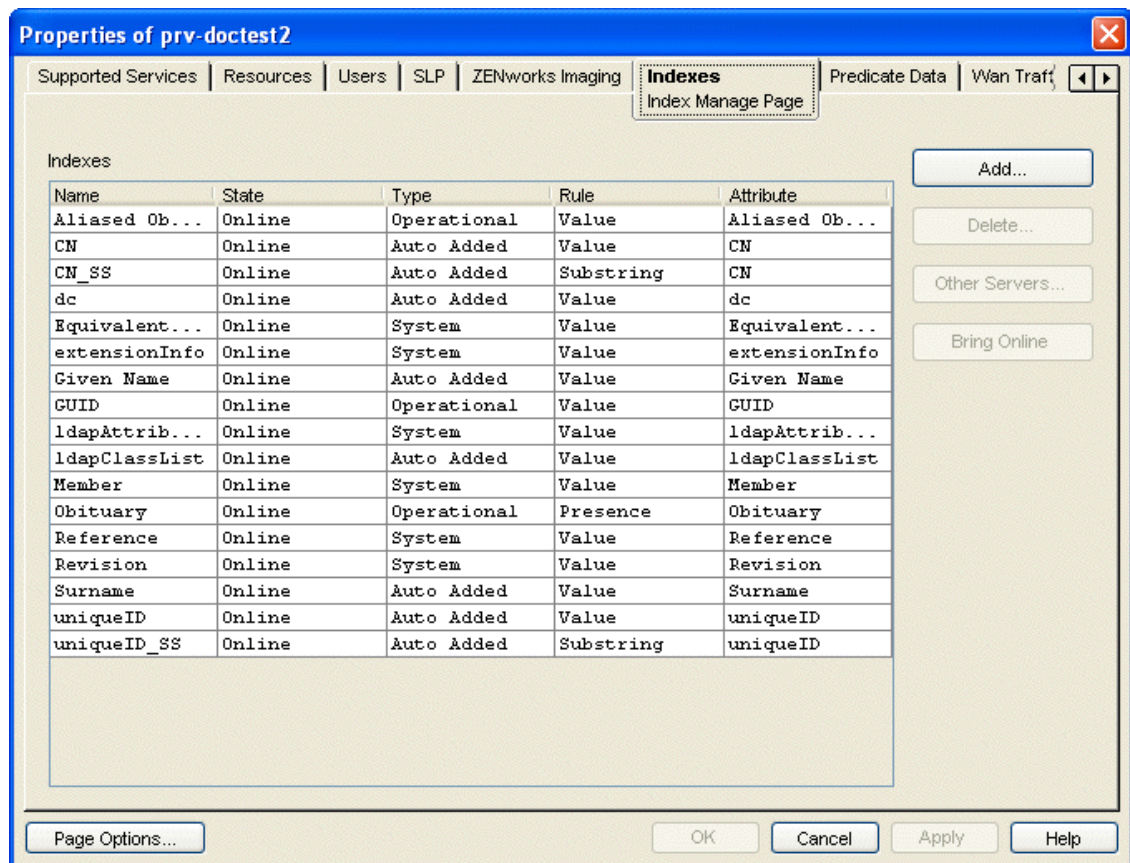 Properties of prv-doctest2
Supported Services Resources Users SLP ZENworks Imaging Indexes Predicate Data Wan Traff
Index Manage Page
Indexes
Name State Type Rule Attribute
Aliased Ob... Online Operational Value Aliased Ob...
CN Online Auto Added Value CN
CN_SS Online Auto Added Substring CN
dc Online Auto Added Value dc
Equivalent... Online System Value Equivalent...
extensionInfo Online System Value extensionInfo
Given Name Online Auto Added Value Given Name
GUID Online Operational Value GUID
ldapAttrib... Online System Value ldapAttrib...
ldapClassList Online Auto Added Value ldapClassList
Member Online System Value Member
Obituary Online Operational Presence Obituary
Reference Online System Value Reference
Revision Online System Value Revision
Surname Online Auto Added Value Surname
uniqueID Online Auto Added Value uniqueID
uniqueID_SS Online Auto Added Substring uniqueID
Add...
Delete...
Other Servers...
Bring Online
Page Options... OK Cancel Apply Help